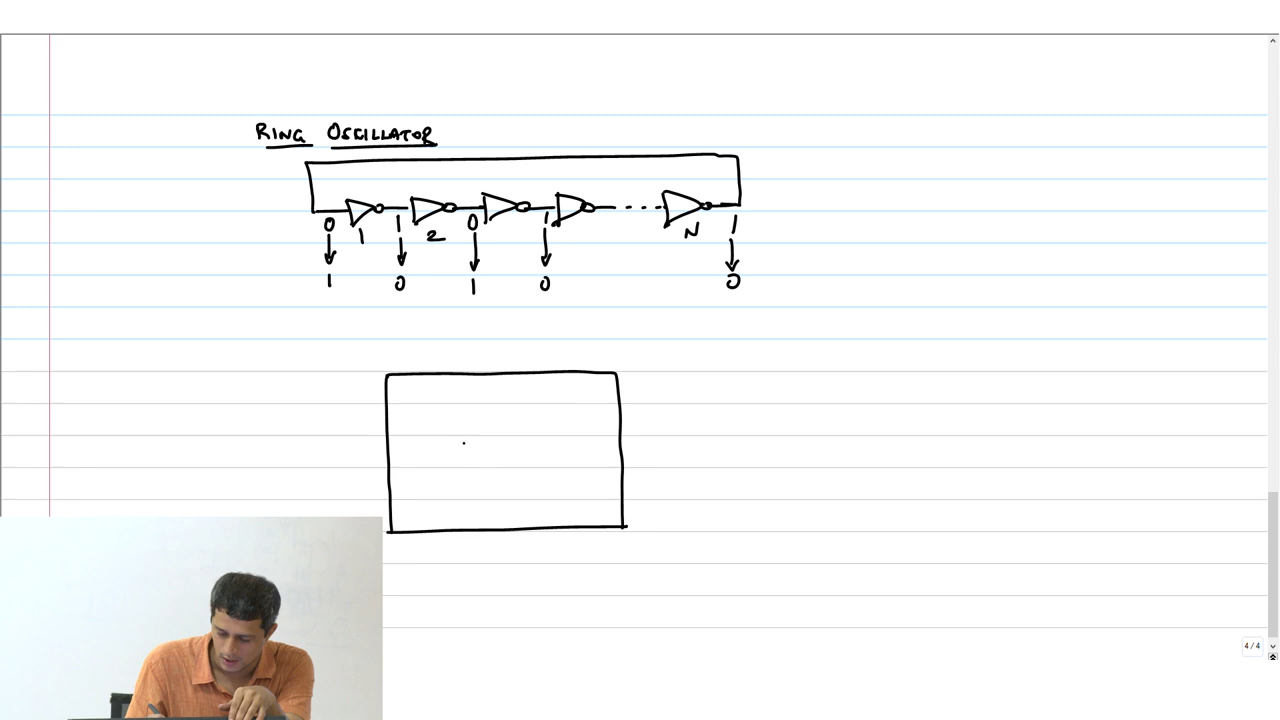 RING OSCILLATOR
0 1 0 1 1
1 2 N
1 0 1 0 0
4 / 4